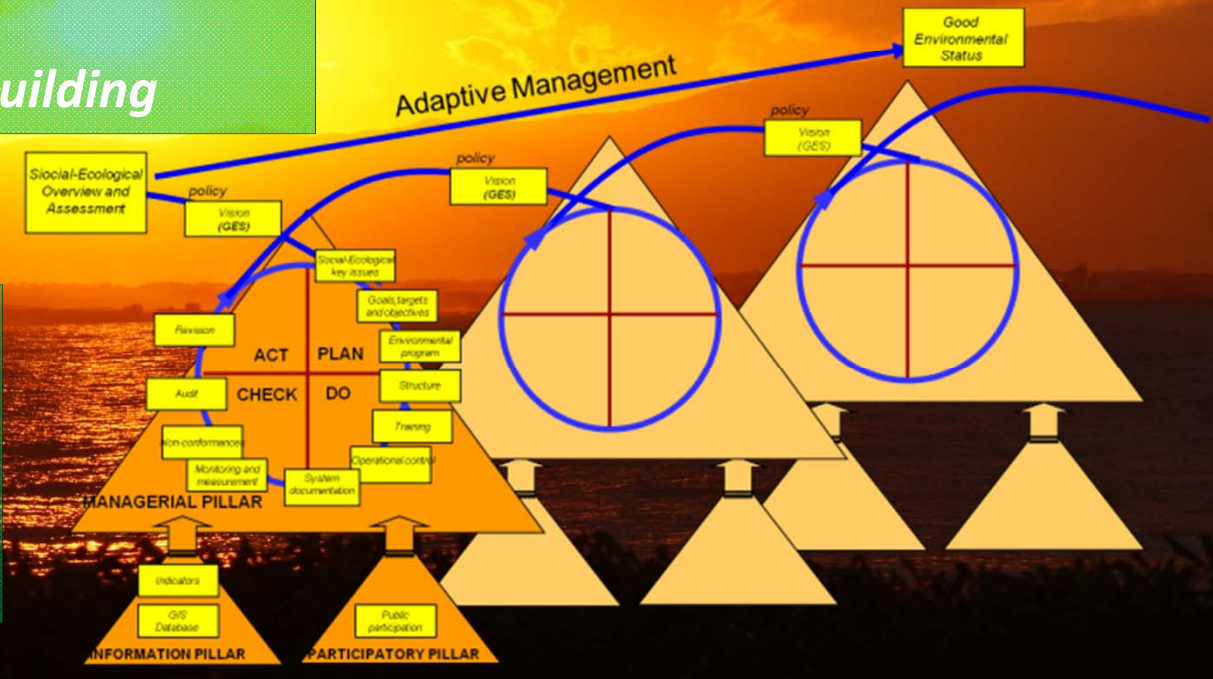 uilding
Good
Environmental
Status
Adaptive Management
policy
Vision
(GES)
policy
Vision
(GES)
Siocial-Ecological
Overview and
Assessment
policy
Vision
(GES)
Social-Ecological
key issues
Goals,targets
and objectives
Environmental
program
Structure
Training
Operational control
System
documentation
Monitoring and
measurement
Non-conformances
Audit
Revision
ACT
PLAN
CHECK
DO
MANAGERIAL PILLAR
Indicators
GIS
Database
INFORMATION PILLAR
Public
participation
PARTICIPATORY PILLAR